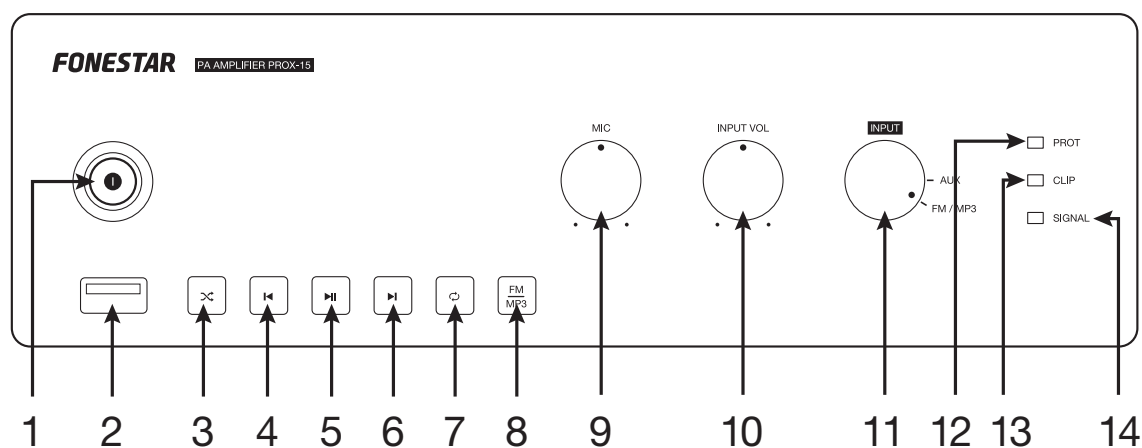 FONESTAR PA AMPLIFIER PROX-15
MIC INPUT VOL INPUT
PROT
AUX CLIP
FM / MP3
SIGNAL
FM
MP3
1 2 3 4 5 6 7 8 9 10 11 12 13 14